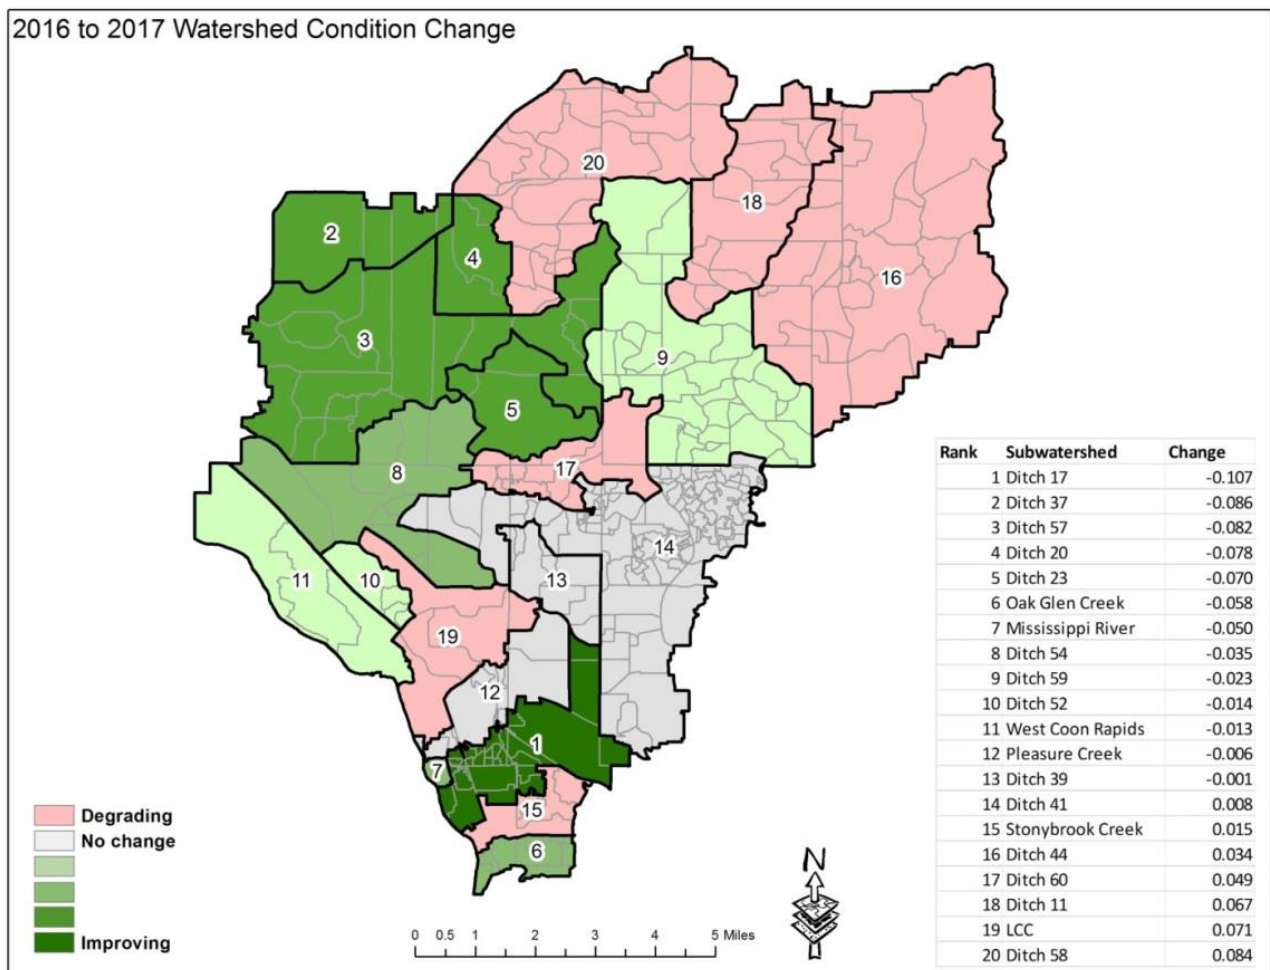 2016 to 2017 Watershed Condition Change
20
18
2
4
16
3
9
5
8
17
14
11
10
13
19
12
1
7
15
6
Rank Subwatershed Change
1 Ditch 17 -0.107
2 Ditch 37 -0.086
3 Ditch 57 -0.082
4 Ditch 20 -0.078
5 Ditch 23 -0.070
6 Oak Glen Creek -0.058
7 Mississippi River -0.050
8 Ditch 54 -0.035
9 Ditch 59 -0.023
10 Ditch 52 -0.014
11 West Coon Rapids -0.013
12 Pleasure Creek -0.006
13 Ditch 39 -0.001
14 Ditch 41 0.008
15 Stonybrook Creek 0.015
16 Ditch 44 0.034
17 Ditch 60 0.049
18 Ditch 11 0.067
19 LCC 0.071
20 Ditch 58 0.084
Degrading
No change
Improving
0 0.5 1 2 3 4 5 Miles
N